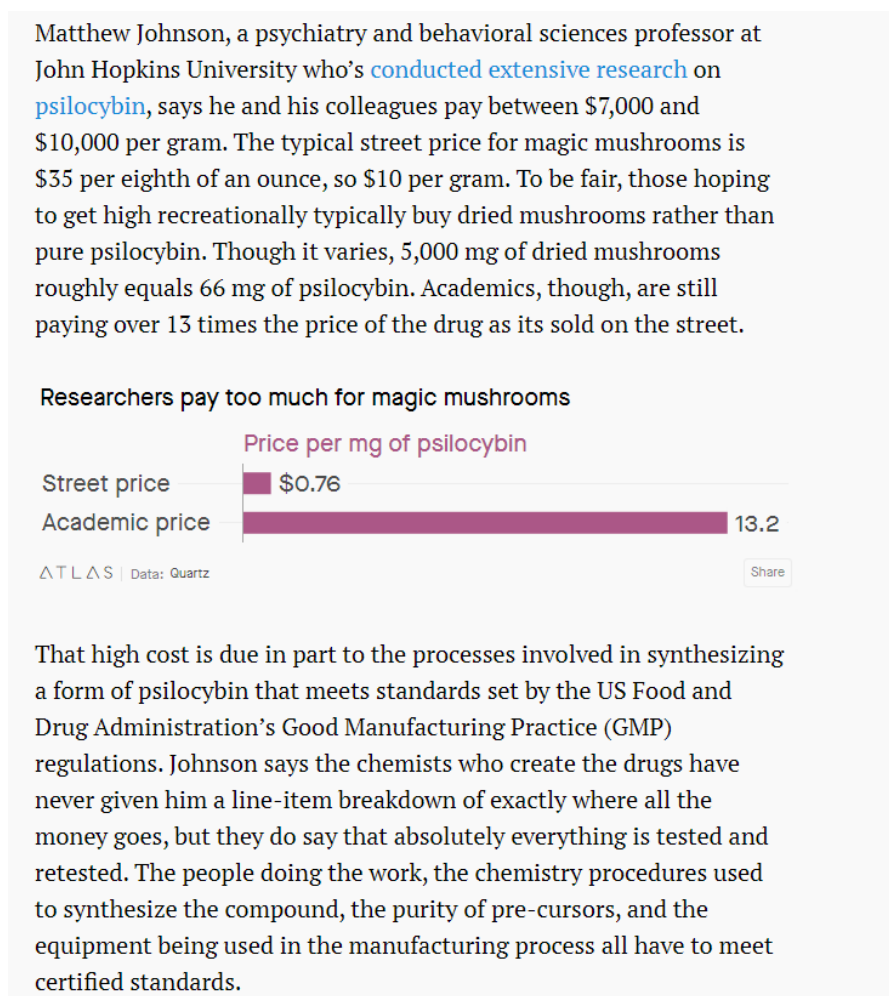 Matthew Johnson, a psychiatry and behavioral sciences professor at
John Hopkins University who's conducted extensive research on
psilocybin, says he and his colleagues pay between $7,000 and
$10,000 per gram. The typical street price for magic mushrooms is
$35 per eighth of an ounce, so $10 per gram. To be fair, those hoping
to get high recreationally typically buy dried mushrooms rather than
pure psilocybin. Though it varies, 5,000 mg of dried mushrooms
roughly equals 66 mg of psilocybin. Academics, though, are still
paying over 13 times the price of the drug as its sold on the street.
Researchers pay too much for magic mushrooms
Price per mg of psilocybin
Street price $0.76
Academic price 13.2
ATLAS | Data: Quartz Share
That high cost is due in part to the processes involved in synthesizing
a form of psilocybin that meets standards set by the US Food and
Drug Administration's Good Manufacturing Practice (GMP)
regulations. Johnson says the chemists who create the drugs have
never given him a line-item breakdown of exactly where all the
money goes, but they do say that absolutely everything is tested and
retested. The people doing the work, the chemistry procedures used
to synthesize the compound, the purity of pre-cursors, and the
equipment being used in the manufacturing process all have to meet
certified standards.